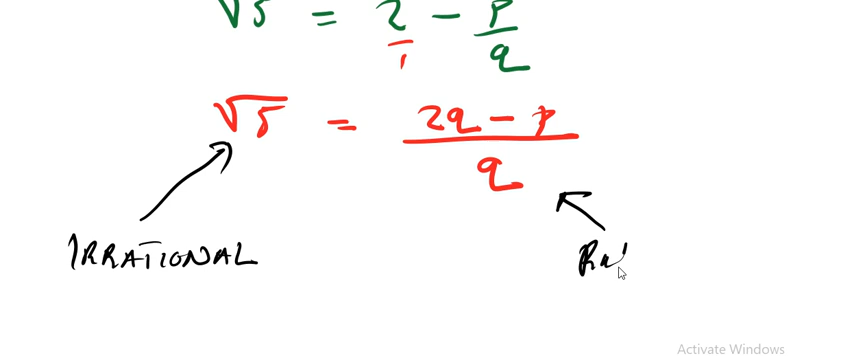 √5 = 2/1 − p/q
√5 = (2q − p)/q
IRRATIONAL
Activate Windows